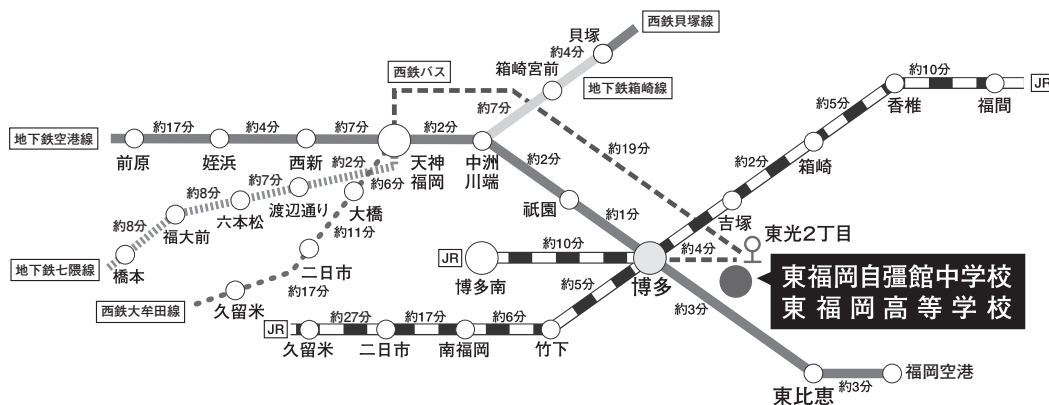 西鉄貝塚線
貝塚
約4分
箱崎宮前
地下鉄箱崎線
西鉄バス
約7分
約10分
JR
香椎
福間
約5分
箱崎
約2分
吉塚
地下鉄空港線
約17分
約4分
約7分
約2分
前原
姪浜
西新
天神
福岡
中洲
川端
約2分
祇園
約1分
約19分
約2分
約7分
約8分
約8分
渡辺通り
六本松
福大前
橋本
地下鉄七隈線
約6分
大橋
約11分
二日市
約17分
久留米
西鉄大牟田線
JR
約10分
博多南
博多
約4分
東光2丁目
東福岡自彊館中学校
東福岡高等学校
約5分
約3分
JR
約27分
約17分
約6分
久留米
二日市
南福岡
竹下
東比恵
約3分
福岡空港